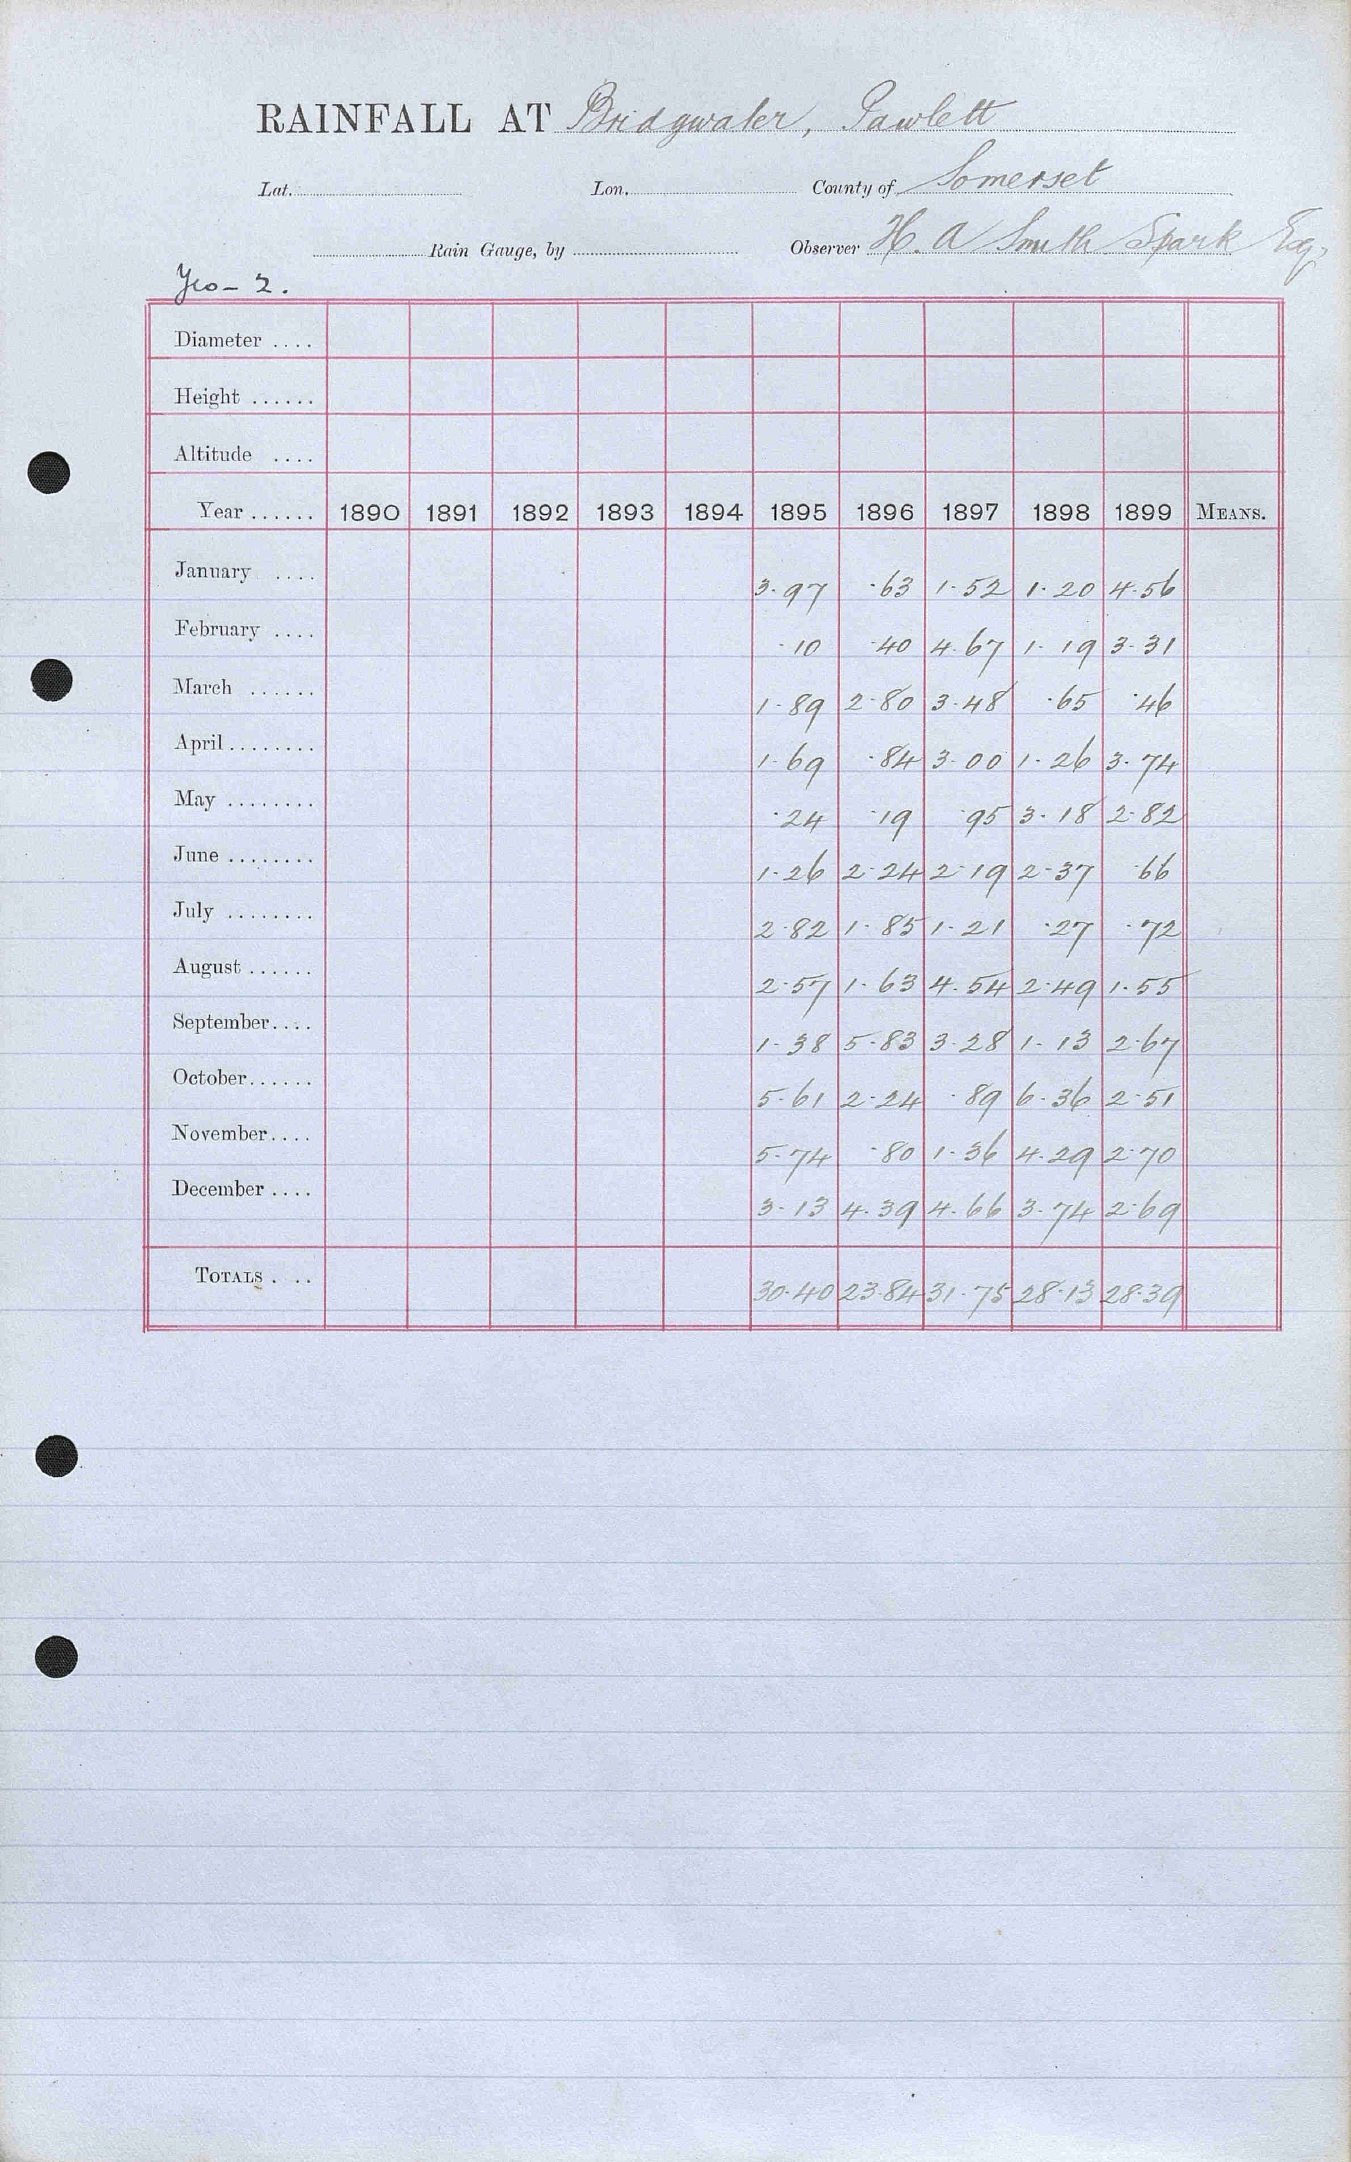 RAINFALL AT Bridgwater, Pawlett
Lat. Lon. County of Somerset
Rain Gauge, by Observer H. A Smith Spark Esq.
Yeo - 2.
Diameter ....
Height ......
Altitude ....
Year ...... 1890 1891 1892 1893 1894 1895 1896 1897 1898 1899 MEANS.
January .... 3.97 .63 1.52 1.20 4.56
February .... .10 .40 4.67 1.19 3.31
March ...... 1.89 2.80 3.48 .65 .46
April ........ 1.69 .84 3.00 1.26 3.74
May ........ .24 .19 .95 3.18 2.82
June ........ 1.26 2.24 2.19 2.37 .66
July ........ 2.82 1.85 1.21 .27 .72
August ...... 2.57 1.63 4.54 2.49 1.55
September.... 1.38 5.83 3.28 1.13 2.67
October...... 5.61 2.24 .89 6.36 2.51
November.... 5.74 .80 1.36 4.29 2.70
December .... 3.13 4.39 4.66 3.74 2.69
TOTALS . .. 30.40 23.84 31.75 28.13 28.39